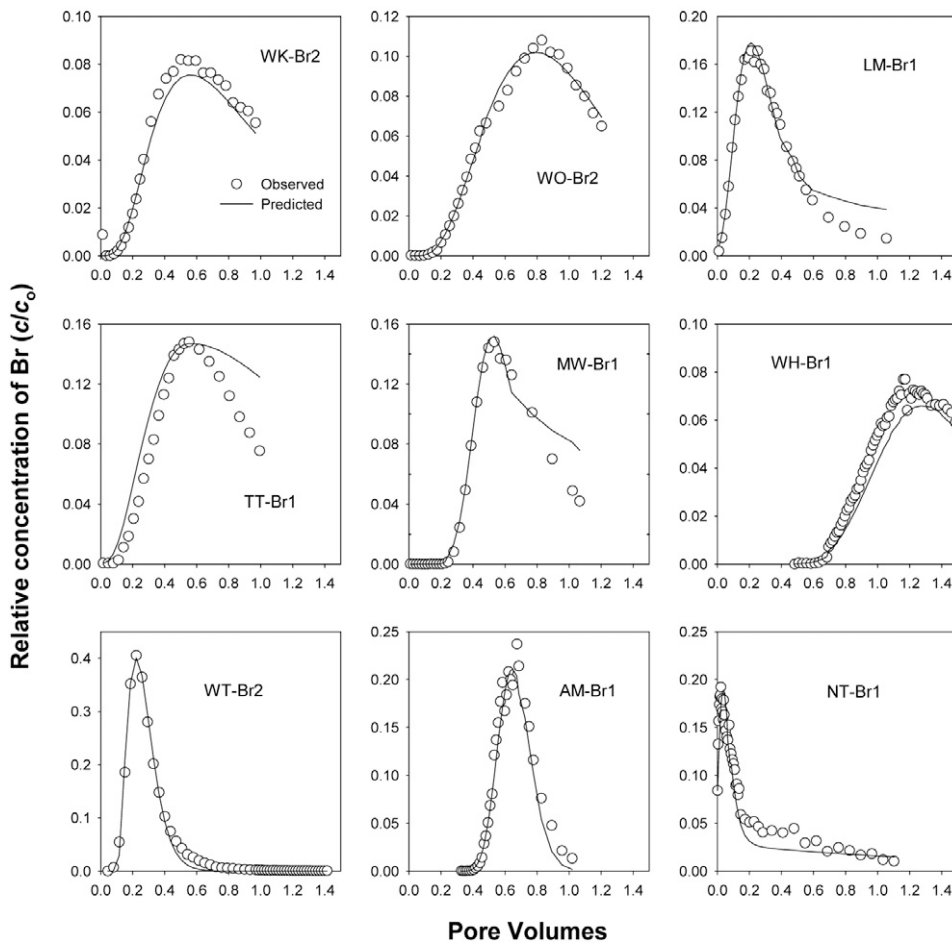 0.10
0.08
0.06
0.04
0.02
0.00
WK-Br2
Observed
Predicted
0.0 0.2 0.4 0.6 0.8 1.0 1.2 1.4
0.12
0.10
0.08
0.06
0.04
0.02
0.00
WO-Br2
0.0 0.2 0.4 0.6 0.8 1.0 1.2 1.4
0.20
0.16
0.12
0.08
0.04
0.00
LM-Br1
0.0 0.2 0.4 0.6 0.8 1.0 1.2 1.4
Relative concentration of Br (c/cₒ)
0.16
0.12
0.08
0.04
0.00
TT-Br1
0.0 0.2 0.4 0.6 0.8 1.0 1.2 1.4
0.16
0.12
0.08
0.04
0.00
MW-Br1
0.0 0.2 0.4 0.6 0.8 1.0 1.2 1.4
0.10
0.08
0.06
0.04
0.02
0.00
WH-Br1
0.0 0.2 0.4 0.6 0.8 1.0 1.2 1.4
0.4
0.3
0.2
0.1
0.0
WT-Br2
0.0 0.2 0.4 0.6 0.8 1.0 1.2 1.4
0.25
0.20
0.15
0.10
0.05
0.00
AM-Br1
0.0 0.2 0.4 0.6 0.8 1.0 1.2 1.4
0.25
0.20
0.15
0.10
0.05
0.00
NT-Br1
0.0 0.2 0.4 0.6 0.8 1.0 1.2 1.4
Pore Volumes